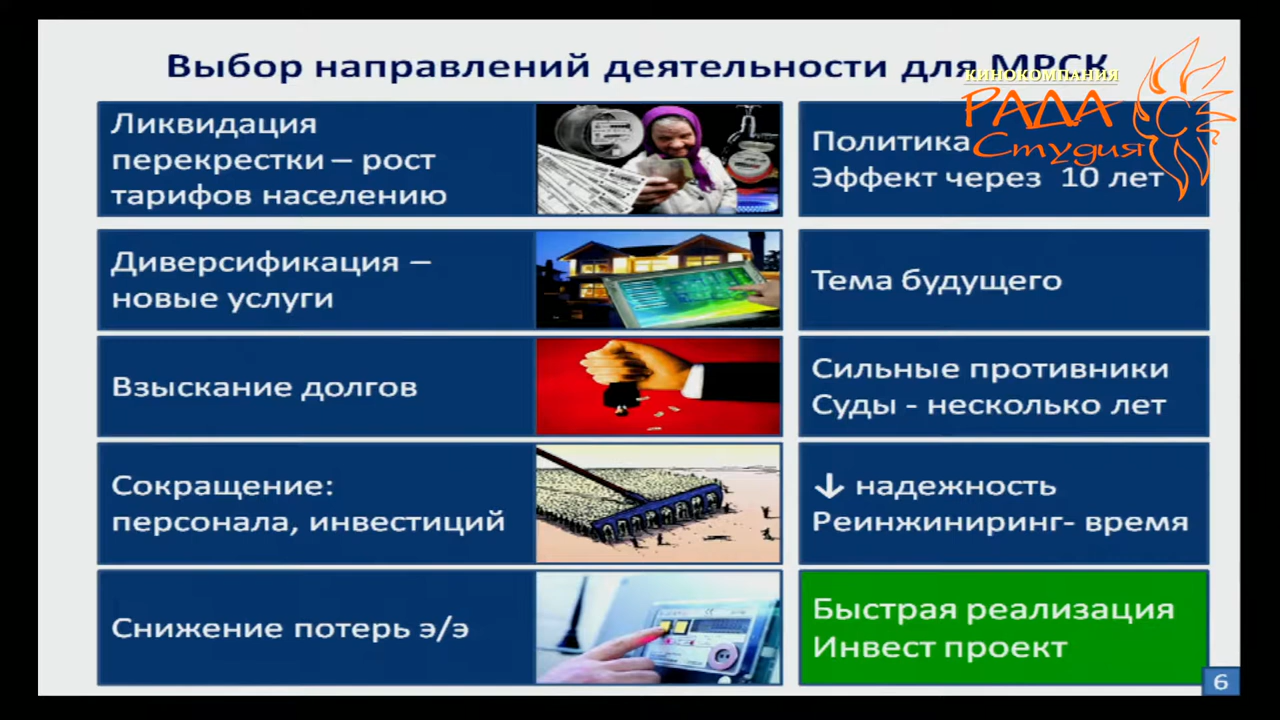 Выбор направлений деятельности для МРСК
КИНОКОМПАНИЯ
РАДА
Студия
Ликвидация
перекрестки – рост
тарифов населению
Политика
Эффект через 10 лет
Диверсификация –
новые услуги
Тема будущего
Взыскание долгов
Сильные противники
Суды - несколько лет
Сокращение:
персонала, инвестиций
↓ надежность
Реинжиниринг- время
Снижение потерь э/э
Быстрая реализация
Инвест проект
6